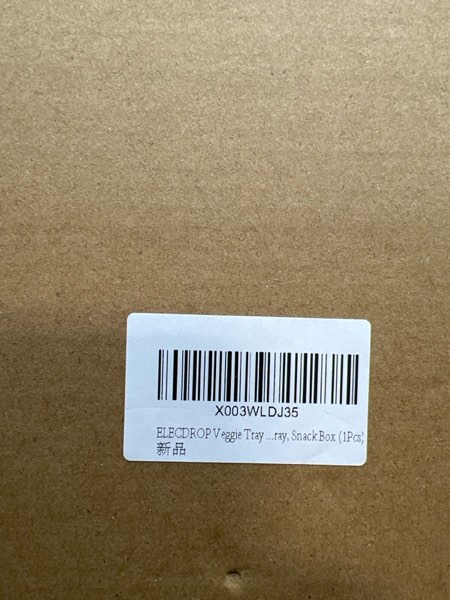 X003WLDJ35
ELECDROP Veggie Tray ...ray, Snack Box (1Pcs)
新品